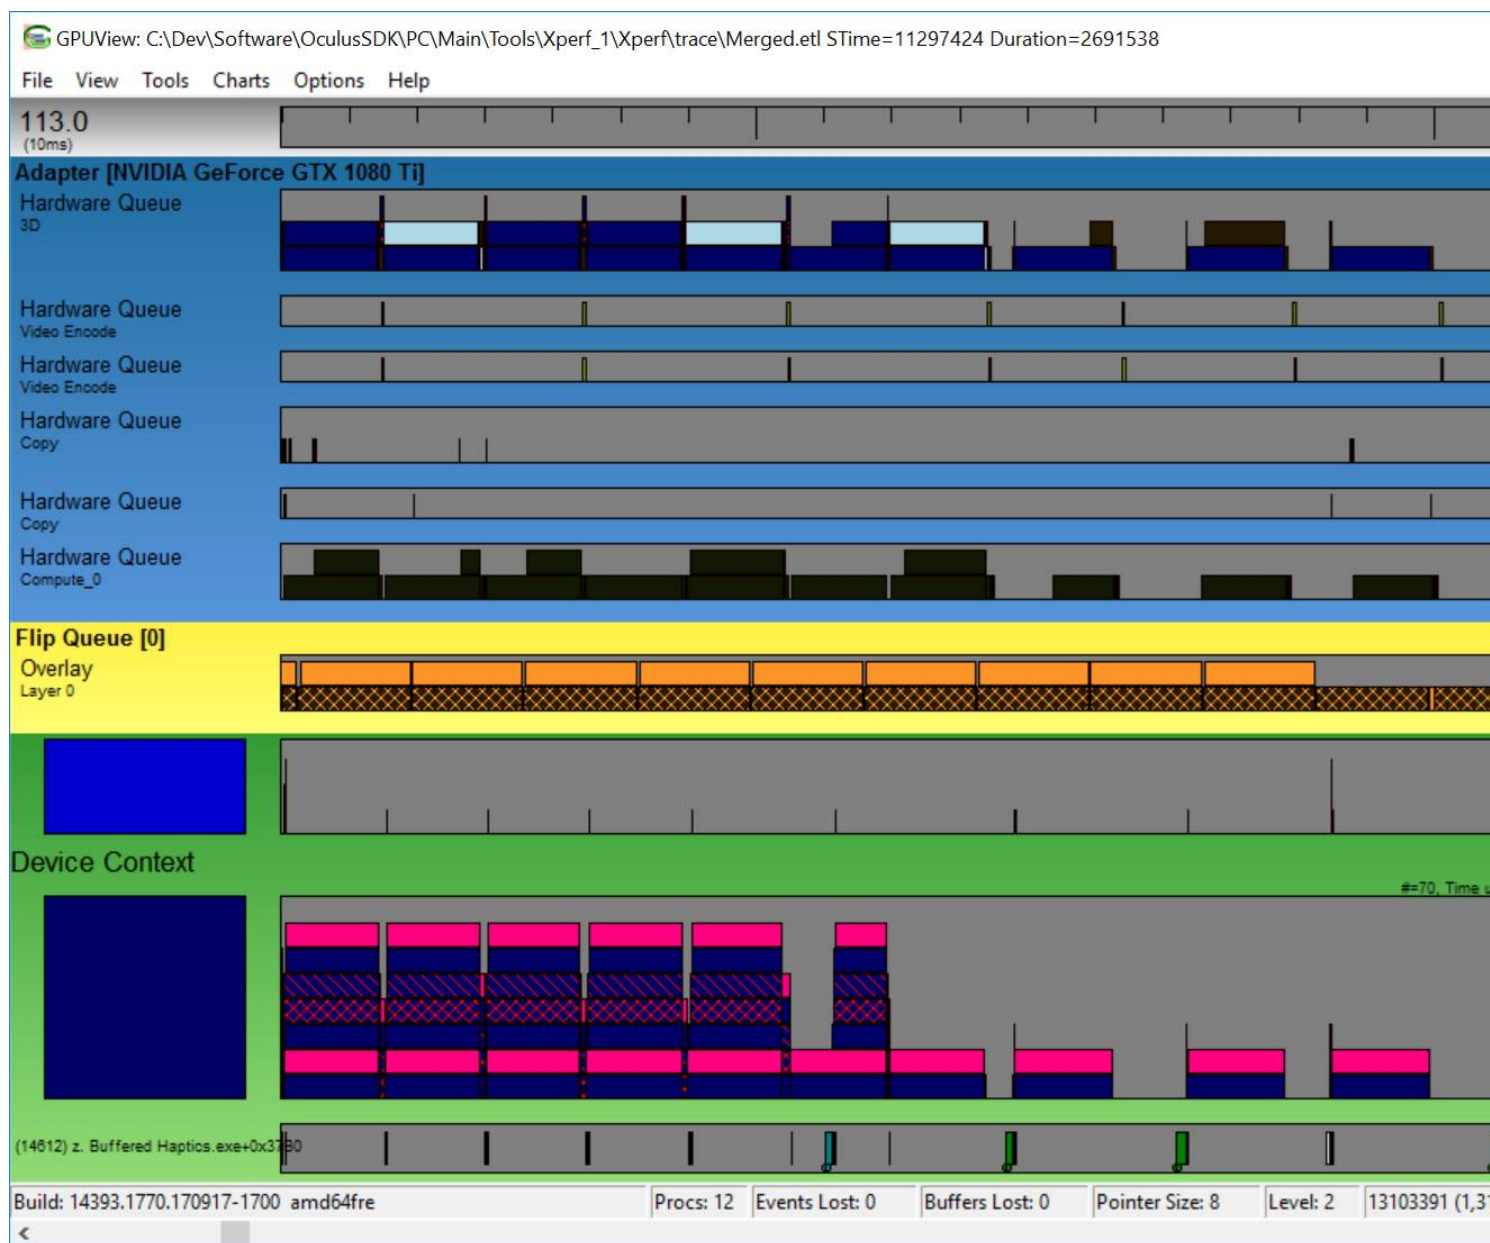 GPUView: C:\Dev\Software\OculusSDK\PC\Main\Tools\Xperf_1\Xperf\trace\Merged.etl STime=11297424 Duration=2691538
File View Tools Charts Options Help
113.0
(10ms)
Adapter [NVIDIA GeForce GTX 1080 Ti]
Hardware Queue
3D
Hardware Queue
Video Encode
Hardware Queue
Video Encode
Hardware Queue
Copy
Hardware Queue
Copy
Hardware Queue
Compute_0
Flip Queue [0]
Overlay
Layer 0
Device Context
#=70, Time
(14612) z. Buffered Haptics.exe+0x37B0
Build: 14393.1770.170917-1700 amd64fre Procs: 12 Events Lost: 0 Buffers Lost: 0 Pointer Size: 8 Level: 2 13103391